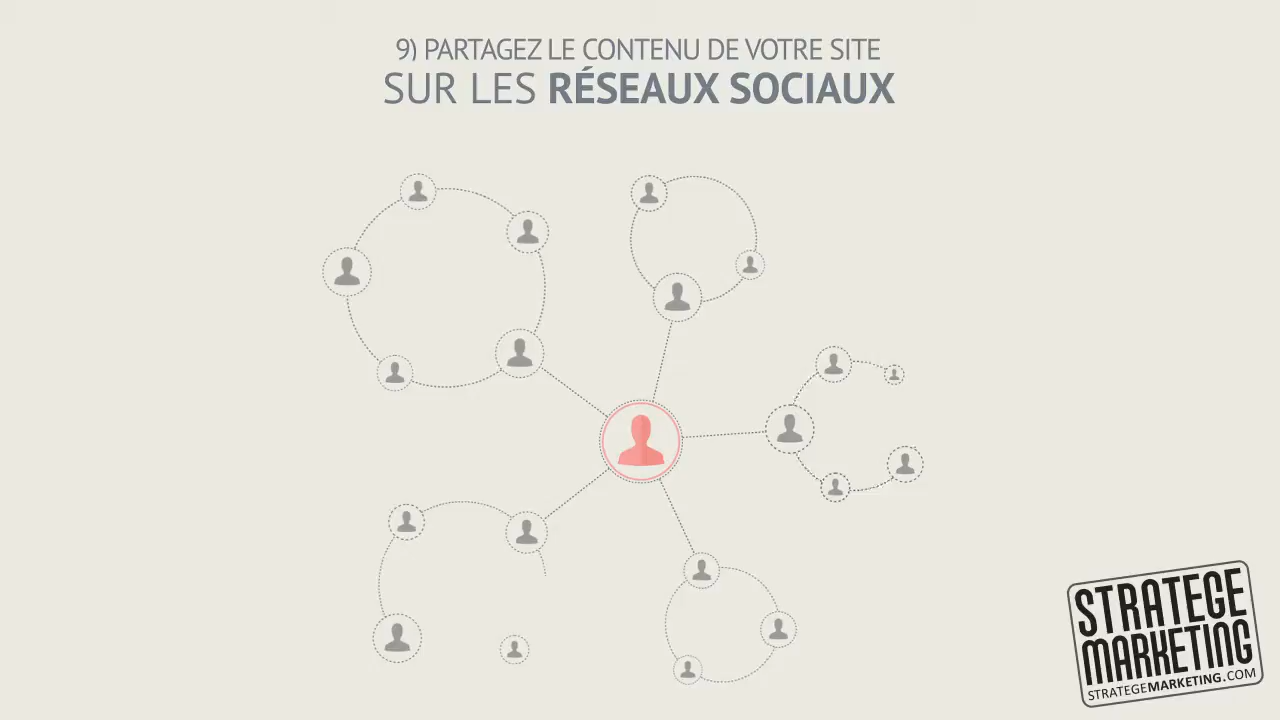 9) PARTAGEZ LE CONTENU DE VOTRE SITE
SUR LES RÉSEAUX SOCIAUX
STRATEGE
MARKETING
STRATEGEMARKETING.COM